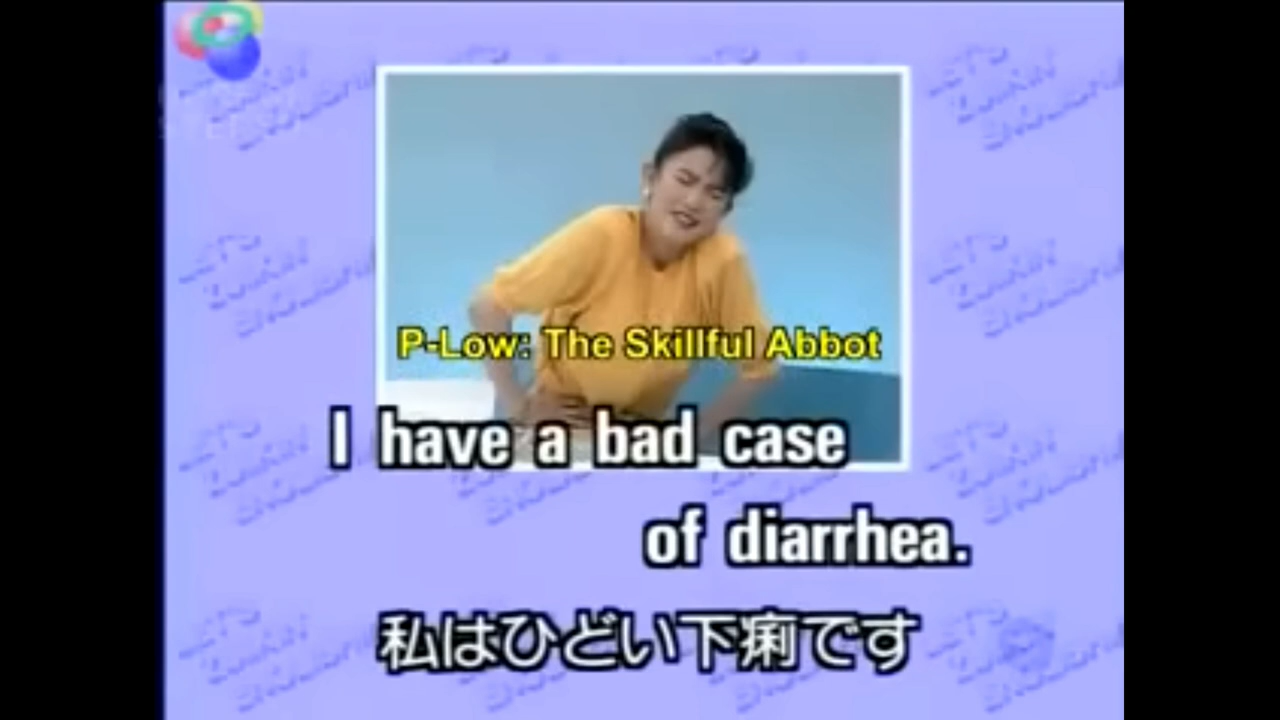 P-Low: The Skillful Abbot
I have a bad case
of diarrhea.
私はひどい下痢です